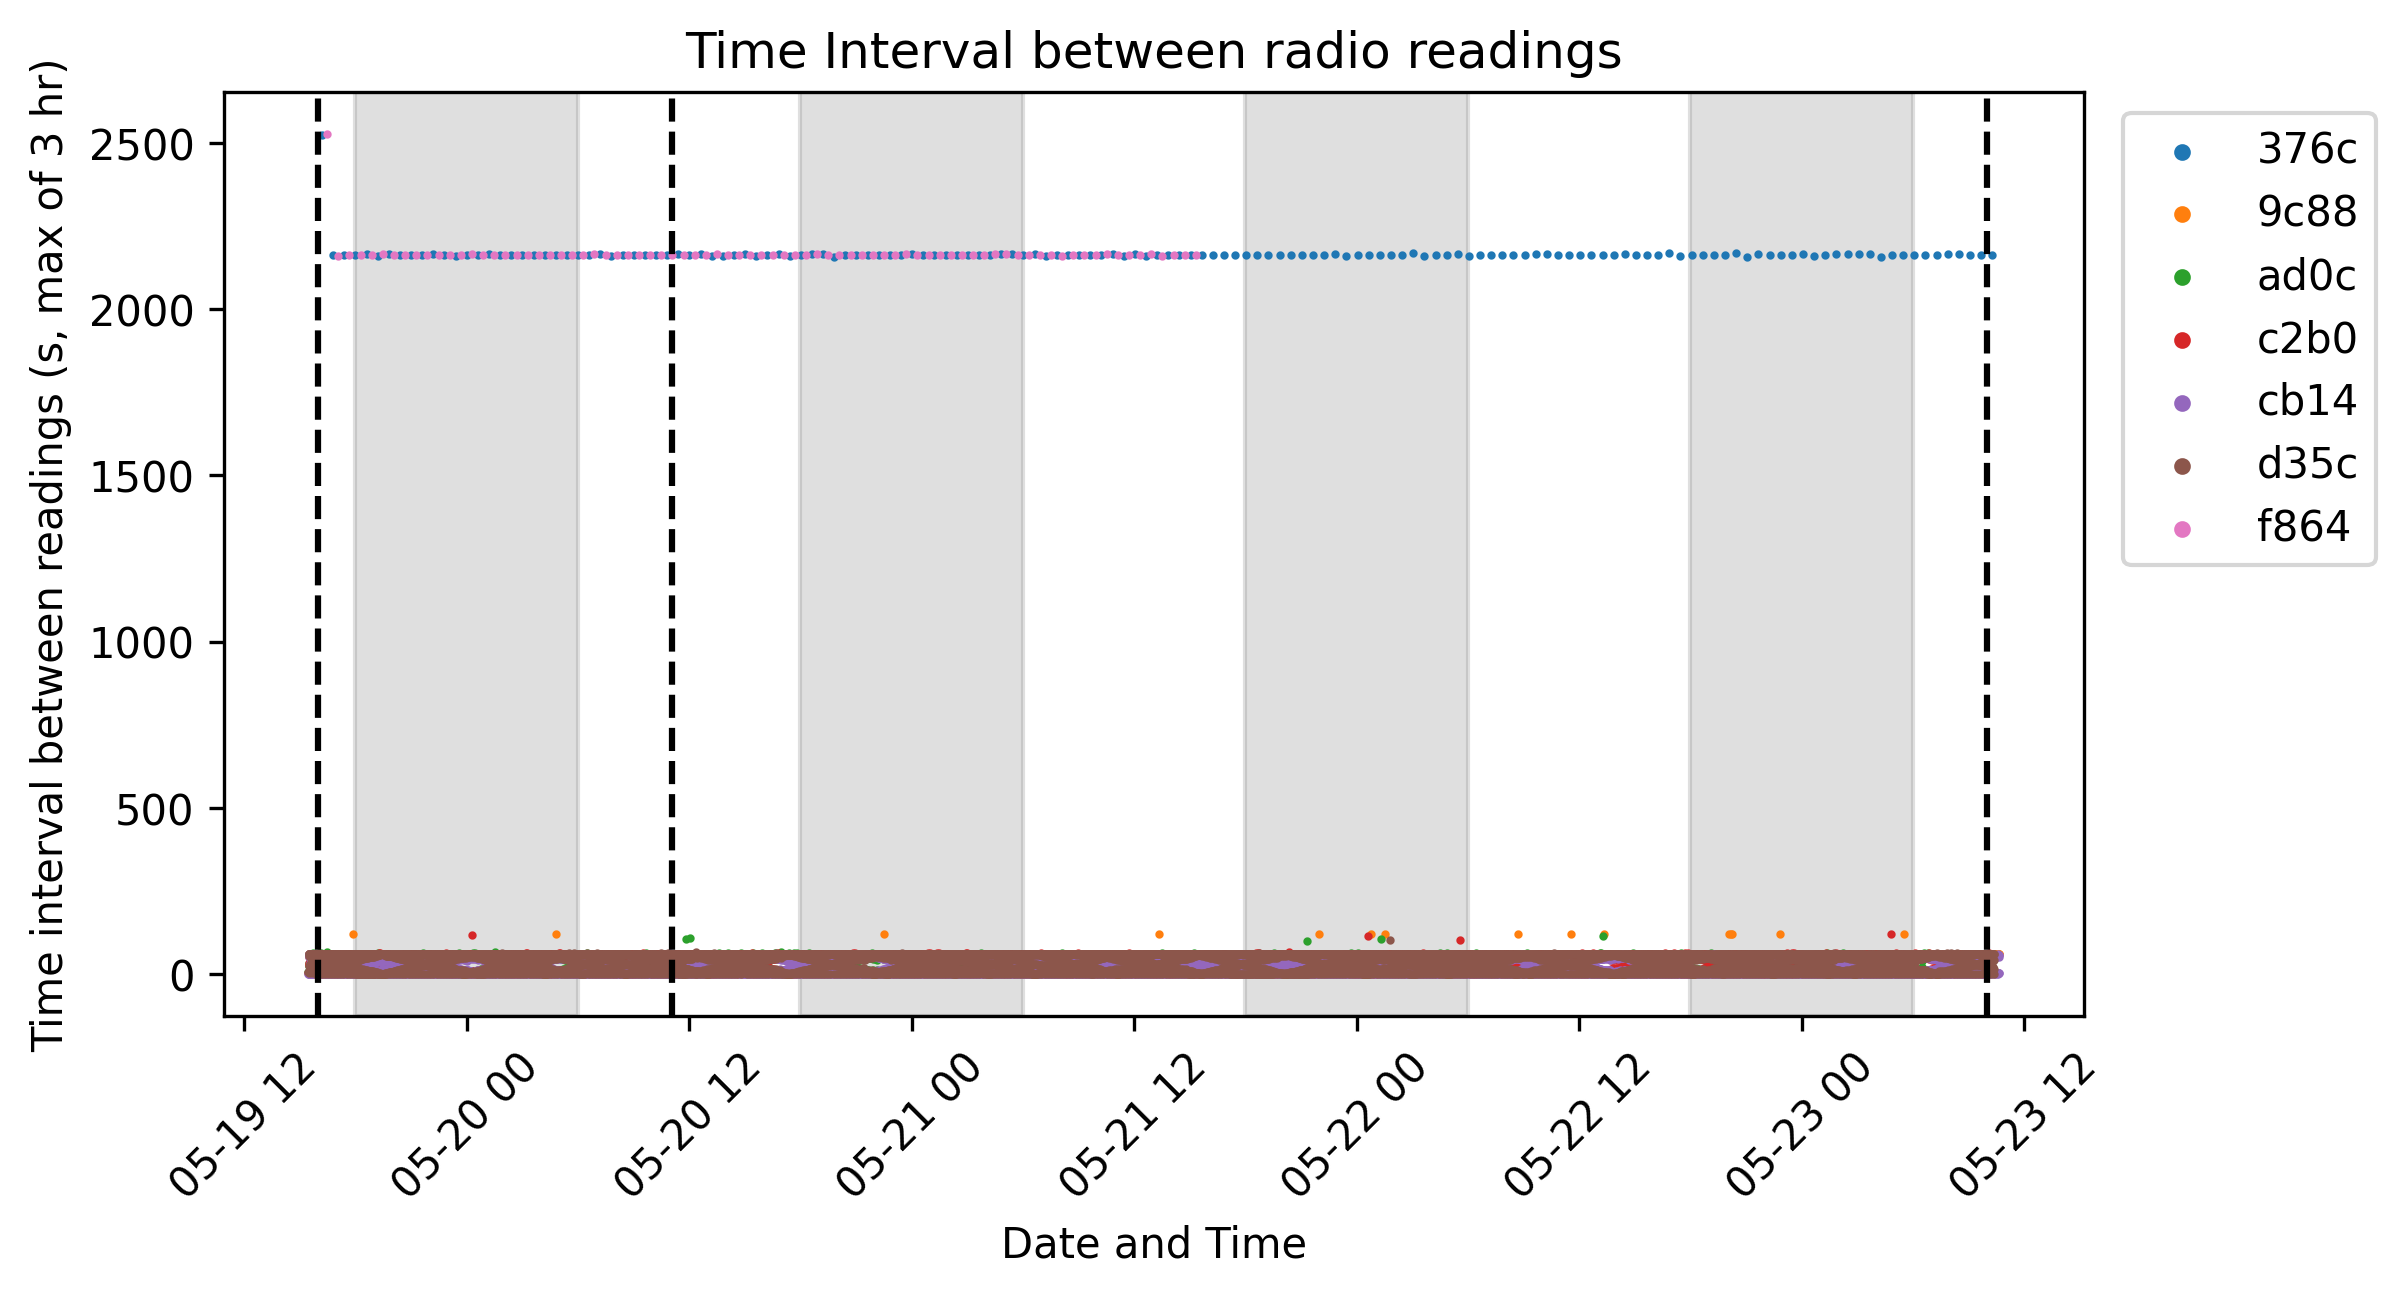 Time Interval between radio readings
Time interval between readings (s, max of 3 hr)
2500
2000
1500
1000
500
0
05-19 12
05-20 00
05-20 12
05-21 00
05-21 12
05-22 00
05-22 12
05-23 00
05-23 12
Date and Time
376c
9c88
ad0c
c2b0
cb14
d35c
f864